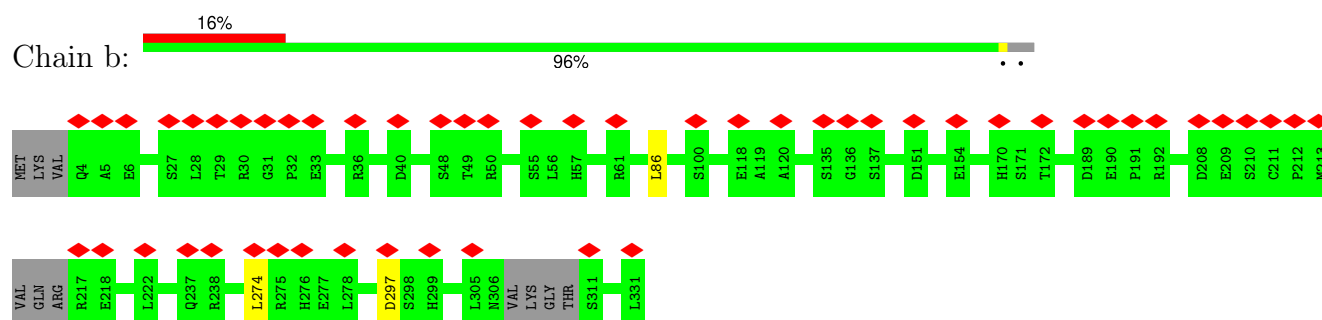 16%
Chain b:
96%
MET LYS VAL Q4 A5 E6 S27 L28 T29 R30 G31 P32 E33 R36 D40 S48 T49 R50 S55 L56 H57 R61 L86 S100 E118 A119 A120 S135 G136 S137 D151 E154 H170 S171 T172 D189 E190 P191 R192 D208 E209 S210 C211 P212
VAL GLN ARG R217 E218 L222 Q237 R238 L274 R275 H276 E277 L278 D297 S298 H299 L305 N306 VAL LYS GLY THR S311 L331